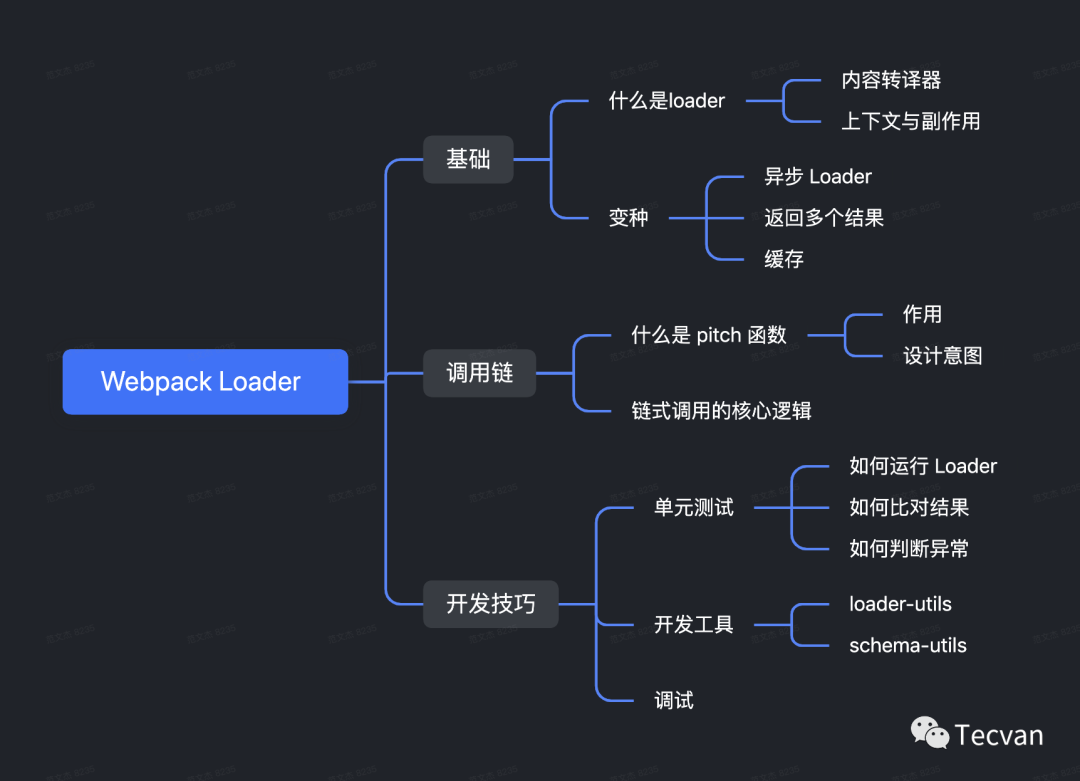 Webpack Loader
基础
什么是loader
内容转译器
上下文与副作用
变种
异步 Loader
返回多个结果
缓存
调用链
什么是 pitch 函数
作用
设计意图
链式调用的核心逻辑
开发技巧
单元测试
如何运行 Loader
如何比对结果
如何判断异常
开发工具
loader-utils
schema-utils
调试
Tecvan